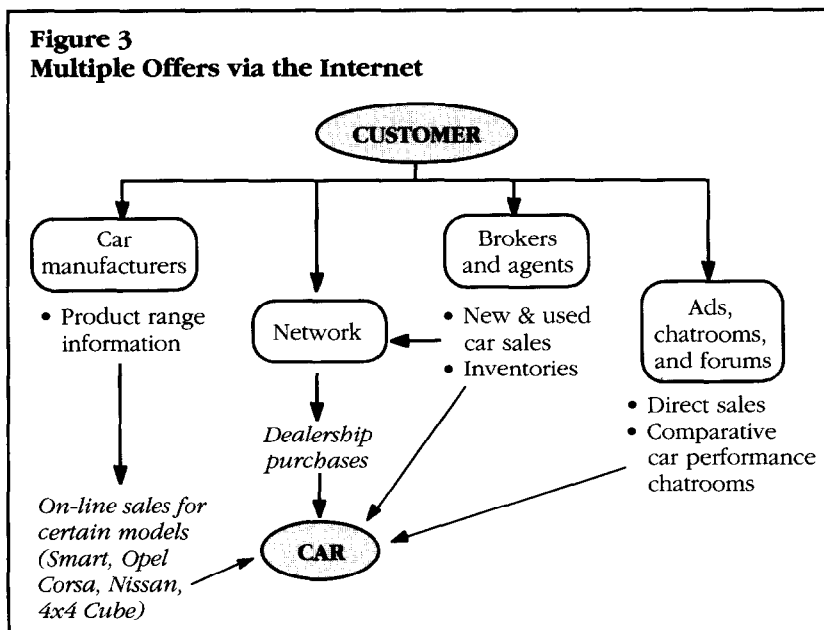 Figure 3
Multiple Offers via the Internet
CUSTOMER
Car
manufacturers
• Product range
information
On-line sales for
certain models
(Smart, Opel
Corsa, Nissan,
4x4 Cube)
Network
Dealership
purchases
CAR
Brokers
and agents
• New & used
car sales
• Inventories
Ads,
chatrooms,
and forums
• Direct sales
• Comparative
car performance
chatrooms